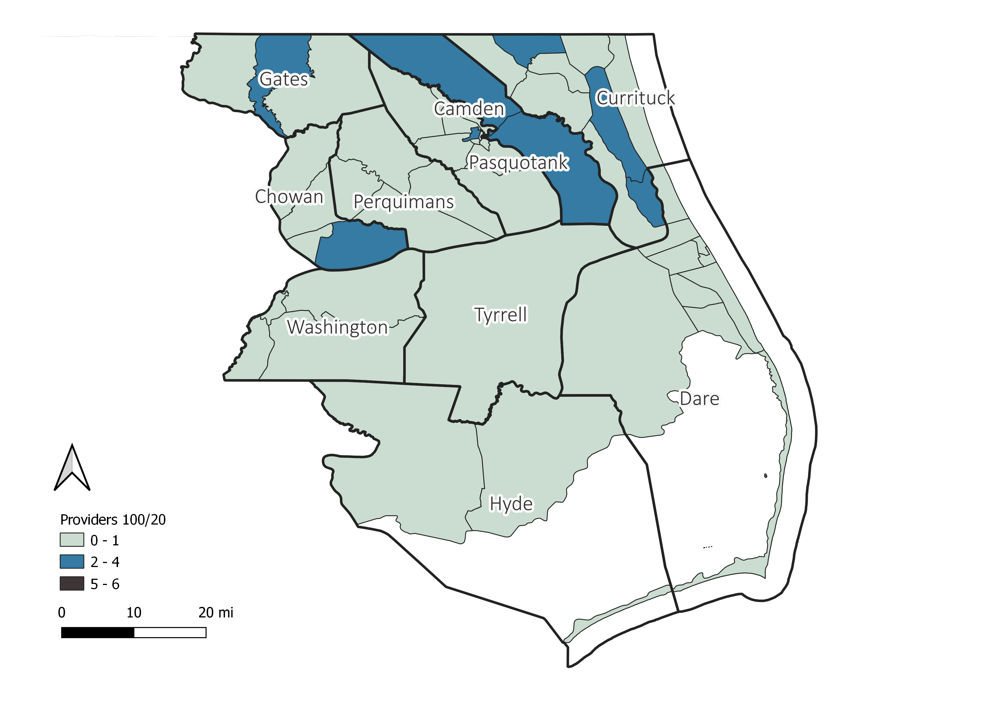 Gates
Currituck
Camden
Pasquotank
Chowan
Perquimans
Tyrrell
Washington
Dare
Hyde
Providers 100/20
0 - 1
2 - 4
5 - 6
0 10 20 mi